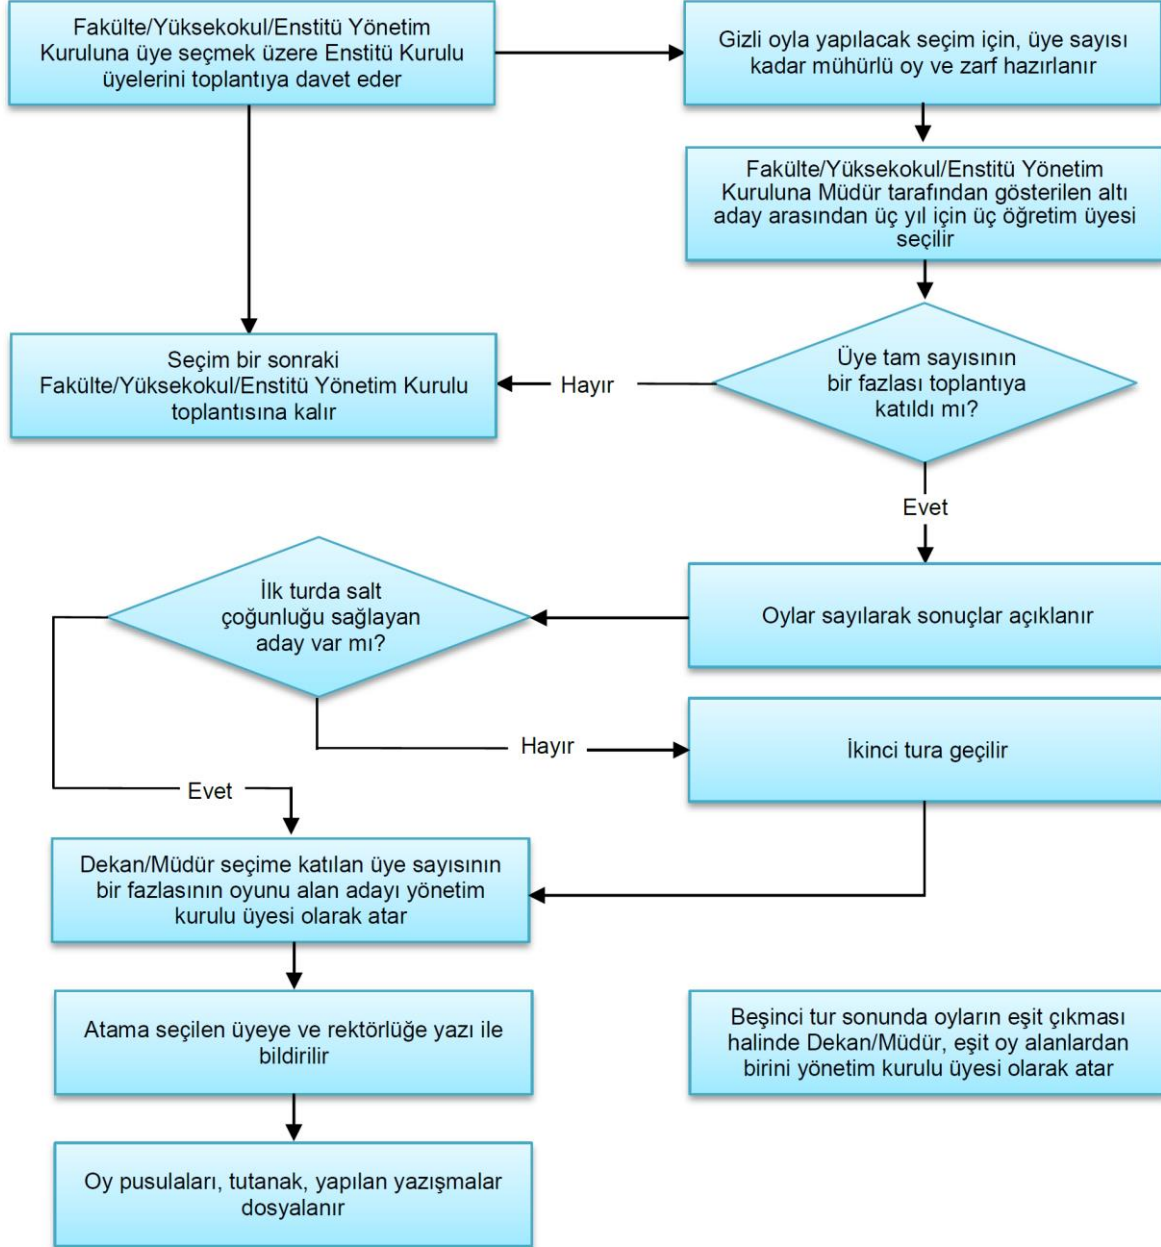 Fakülte/Yüksekokul/Enstitü Yönetim
Kuruluna üye seçmek üzere Enstitü Kurulu
üyelerini toplantıya davet eder
Gizli oyla yapılacak seçim için, üye sayısı
kadar mühürlü oy ve zarf hazırlanır
Fakülte/Yüksekokul/Enstitü Yönetim
Kuruluna Müdür tarafından gösterilen altı
aday arasından üç yıl için üç öğretim üyesi
seçilir
Seçim bir sonraki
Fakülte/Yüksekokul/Enstitü Yönetim Kurulu
toplantısına kalır
Hayır
Üye tam sayısının
bir fazlası toplantıya
katıldı mı?
Evet
İlk turda salt
çoğunluğu sağlayan
aday var mı?
Oylar sayılarak sonuçlar açıklanır
Hayır
İkinci tura geçilir
Evet
Dekan/Müdür seçime katılan üye sayısının
bir fazlasının oyunu alan adayı yönetim
kurulu üyesi olarak atar
Atama seçilen üyeye ve rektörlüğe yazı ile
bildirilir
Beşinci tur sonunda oyların eşit çıkması
halinde Dekan/Müdür, eşit oy alanlardan
birini yönetim kurulu üyesi olarak atar
Oy pusulaları, tutanak, yapılan yazışmalar
dosyalanır